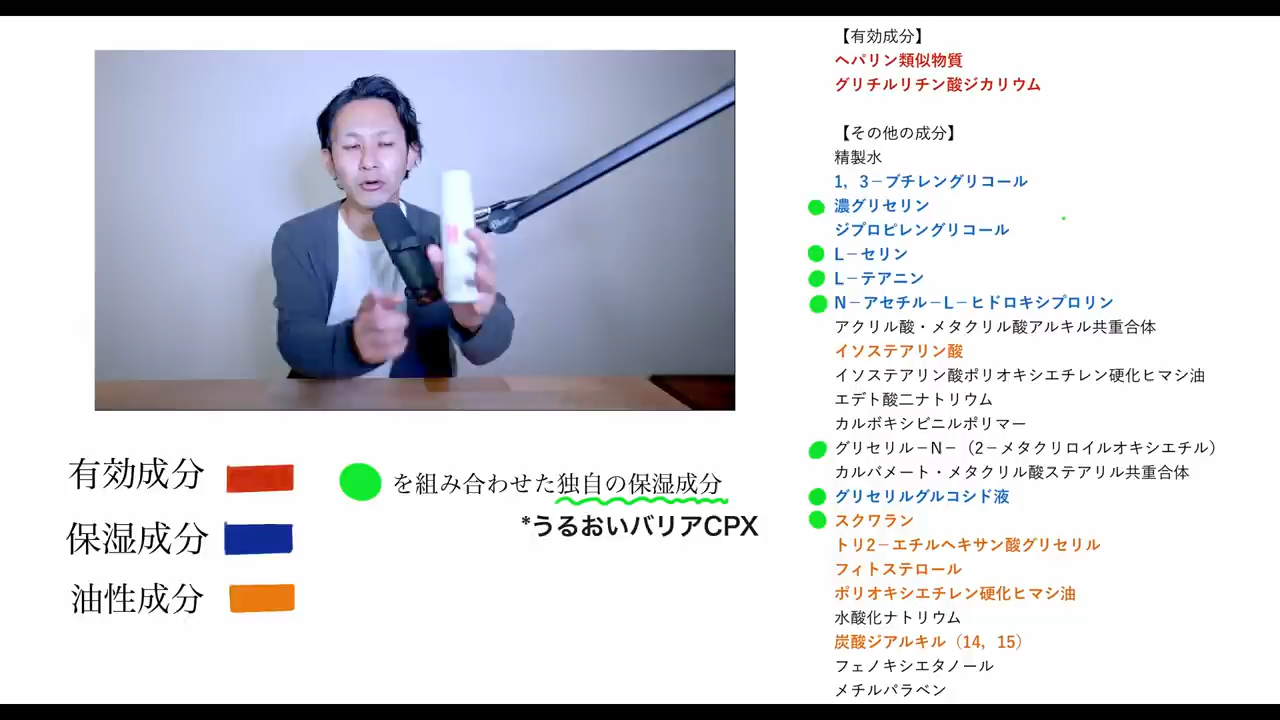 【有効成分】
ヘパリン類似物質
グリチルリチン酸ジカリウム
【その他の成分】
精製水
1，3－ブチレングリコール
濃グリセリン
ジプロピレングリコール
L－セリン
L－テアニン
N－アセチル－L－ヒドロキシプロリン
アクリル酸・メタクリル酸アルキル共重合体
イソステアリン酸
イソステアリン酸ポリオキシエチレン硬化ヒマシ油
エデト酸二ナトリウム
カルボキシビニルポリマー
グリセリル－N－（2－メタクリロイルオキシエチル）
カルバメート・メタクリル酸ステアリル共重合体
グリセリルグルコシド液
スクワラン
トリ2－エチルヘキサン酸グリセリル
フィトステロール
ポリオキシエチレン硬化ヒマシ油
水酸化ナトリウム
炭酸ジアルキル（14，15）
フェノキシエタノール
メチルパラベン
有効成分
保湿成分
油性成分
を組み合わせた独自の保湿成分
*うるおいバリアCPX